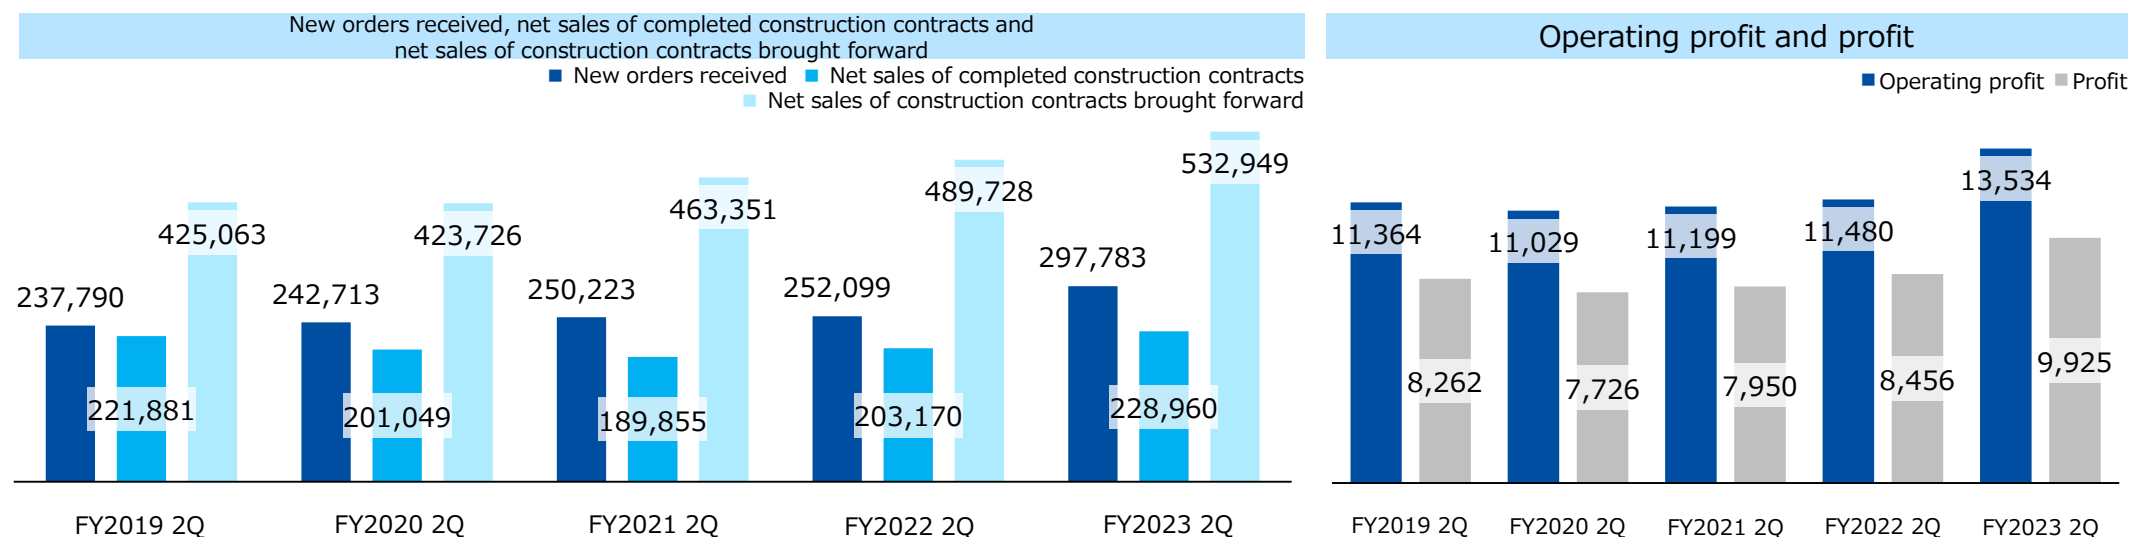 New orders received, net sales of completed construction contracts and
net sales of construction contracts brought forward
New orders received
Net sales of completed construction contracts
Net sales of construction contracts brought forward
237,790
221,881
425,063
242,713
201,049
423,726
250,223
189,855
463,351
252,099
203,170
489,728
297,783
228,960
532,949
FY2019 2Q
FY2020 2Q
FY2021 2Q
FY2022 2Q
FY2023 2Q
Operating profit and profit
Operating profit
Profit
11,364
8,262
11,029
7,726
11,199
7,950
11,480
8,456
13,534
9,925
FY2019 2Q
FY2020 2Q
FY2021 2Q
FY2022 2Q
FY2023 2Q